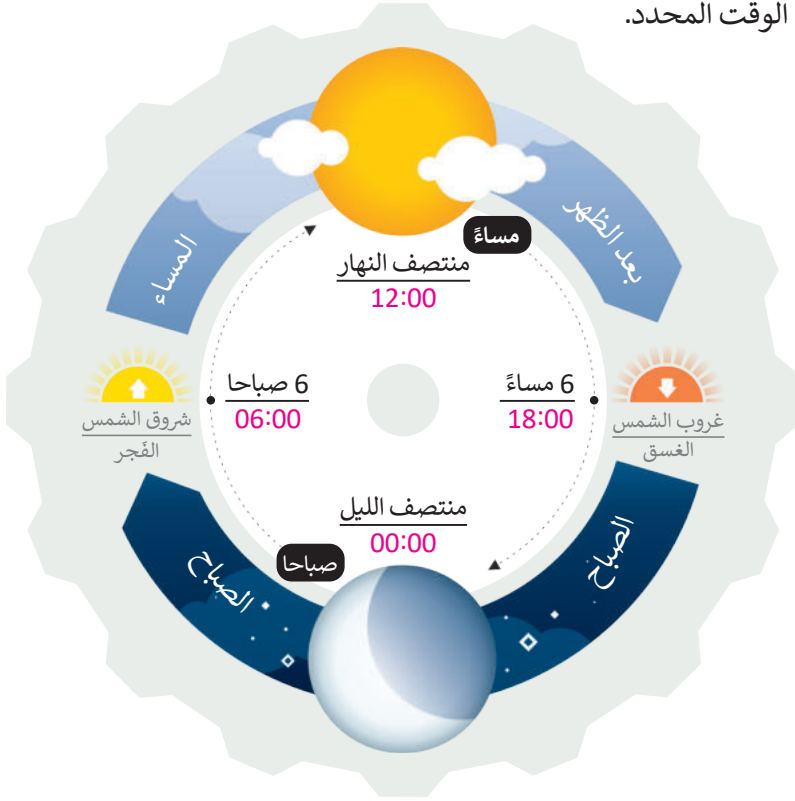 الوقت المحدد.
بعد الظهر
المساء
مساءً
منتصف النهار
12:00
6 مساءً
18:00
6 صباحا
06:00
غروب الشمس
الغسق
شروق الشمس
الفَجر
منتصف الليل
00:00
صباحا
الصباح
الصباح